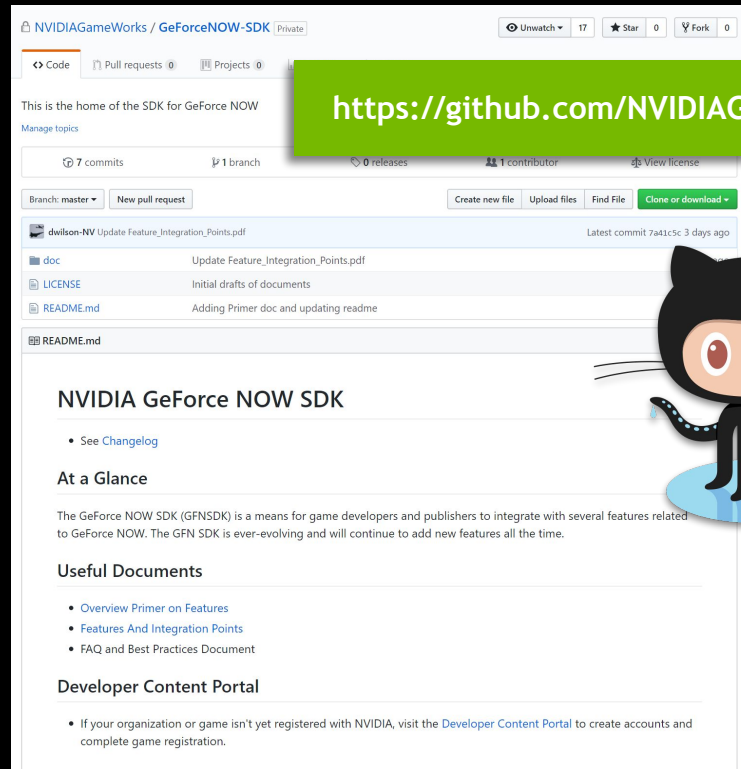 NVIDIAGameWorks / GeForceNOW-SDK Private
Unwatch 17 Star 0 Fork 0
Code Pull requests 0 Projects 0
https://github.com/NVIDIAG
This is the home of the SDK for GeForce NOW
Manage topics
7 commits 1 branch 0 releases 1 contributor View license
Branch: master New pull request Create new file Upload files Find File Clone or download
dwilson-NV Update Feature_Integration_Points.pdf Latest commit 7a41c5c 3 days ago
doc Update Feature_Integration_Points.pdf
LICENSE Initial drafts of documents
README.md Adding Primer doc and updating readme
README.md
NVIDIA GeForce NOW SDK
• See Changelog
At a Glance
The GeForce NOW SDK (GFNSDK) is a means for game developers and publishers to integrate with several features related
to GeForce NOW. The GFN SDK is ever-evolving and will continue to add new features all the time.
Useful Documents
• Overview Primer on Features
• Features And Integration Points
• FAQ and Best Practices Document
Developer Content Portal
• If your organization or game isn't yet registered with NVIDIA, visit the Developer Content Portal to create accounts and
complete game registration.